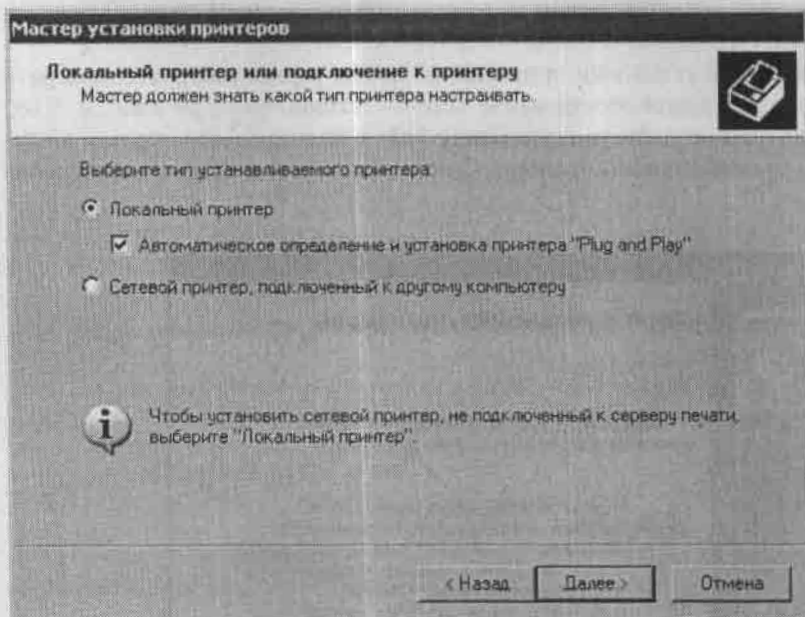 Мастер установки принтеров
Локальный принтер или подключение к принтеру
Мастер должен знать какой тип принтера настраивать.
Выберите тип устанавливаемого принтера:
Локальный принтер
Автоматическое определение и установка принтера "Plug and Play"
Сетевой принтер, подключенный к другому компьютеру
Чтобы установить сетевой принтер, не подключенный к серверу печати,
выберите "Локальный принтер".
< Назад Далее > Отмена